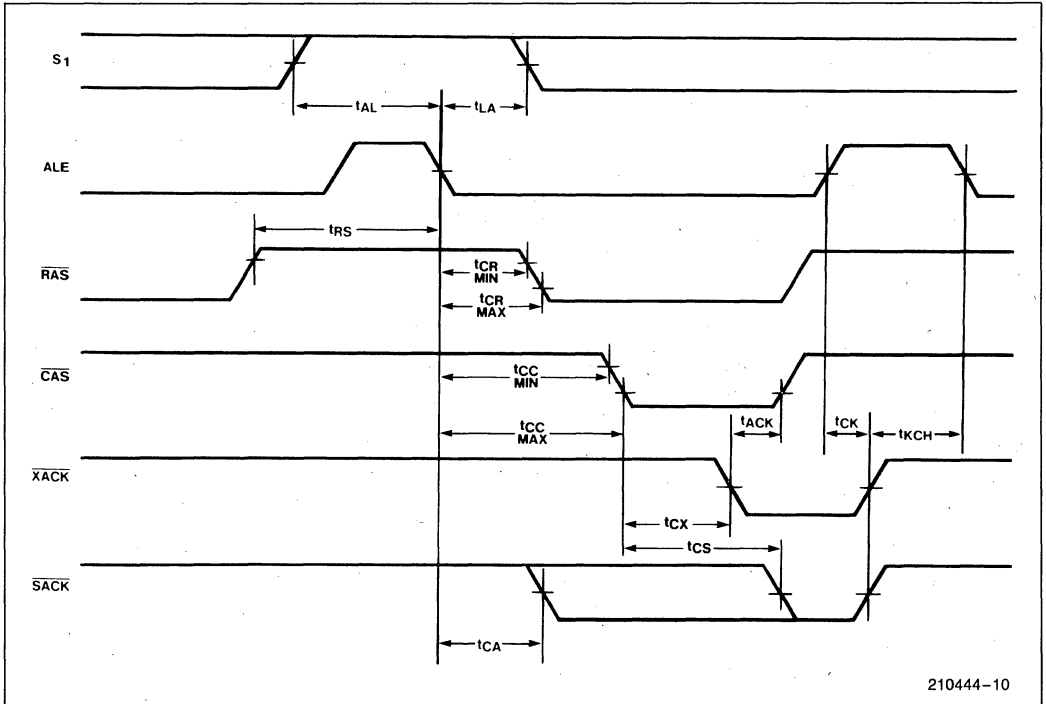 S1
tAL
tLA
ALE
tRS
RAS
tCR
MIN
tCR
MAX
CAS
tCC
MIN
tCC
MAX
tACK
tCK
tKCH
XACK
tCX
tCS
SACK
tCA
210444-10